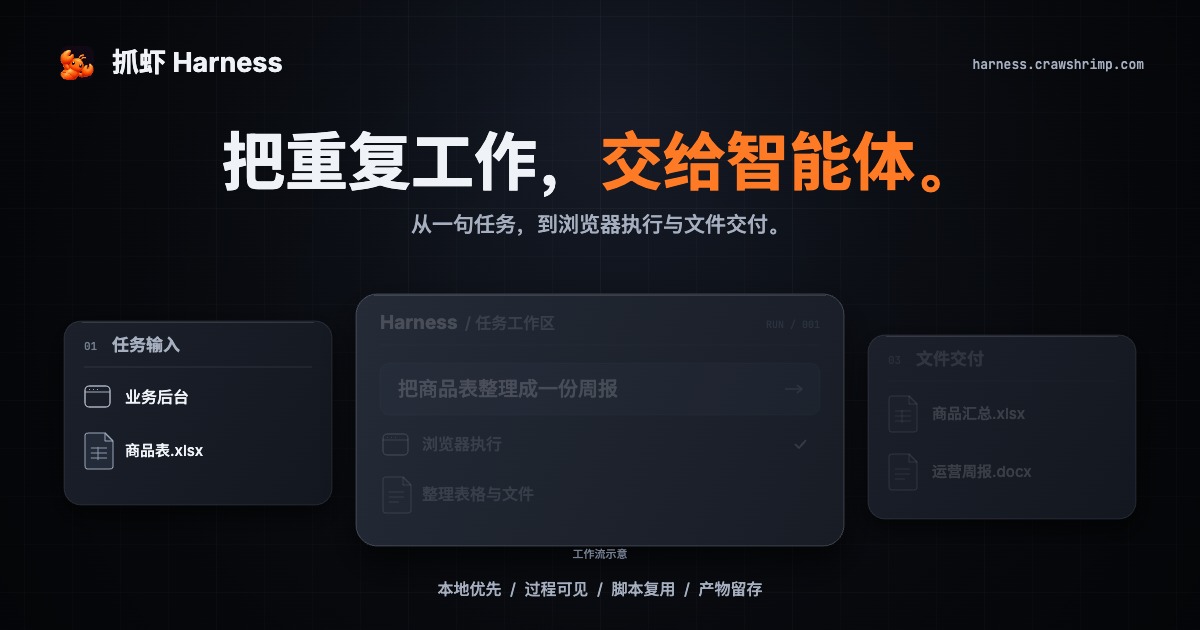 抓虾 Harness
harness.crawshrimp.com
把重复工作，交给智能体。
从一句任务，到浏览器执行与文件交付。
01 任务输入
业务后台
商品表.xlsx
Harness / 任务工作区
RUN / 001
把商品表整理成一份周报
浏览器执行
整理表格与文件
03 文件交付
商品汇总.xlsx
运营周报.docx
工作流示意
本地优先 / 过程可见 / 脚本复用 / 产物留存